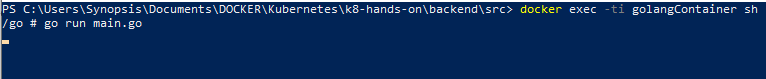 PS C:\Users\Synopsis\Documents\DOCKER\Kubernetes\k8-hands-on\backend\src> docker exec -ti golangContainer sh
/go # go run main.go